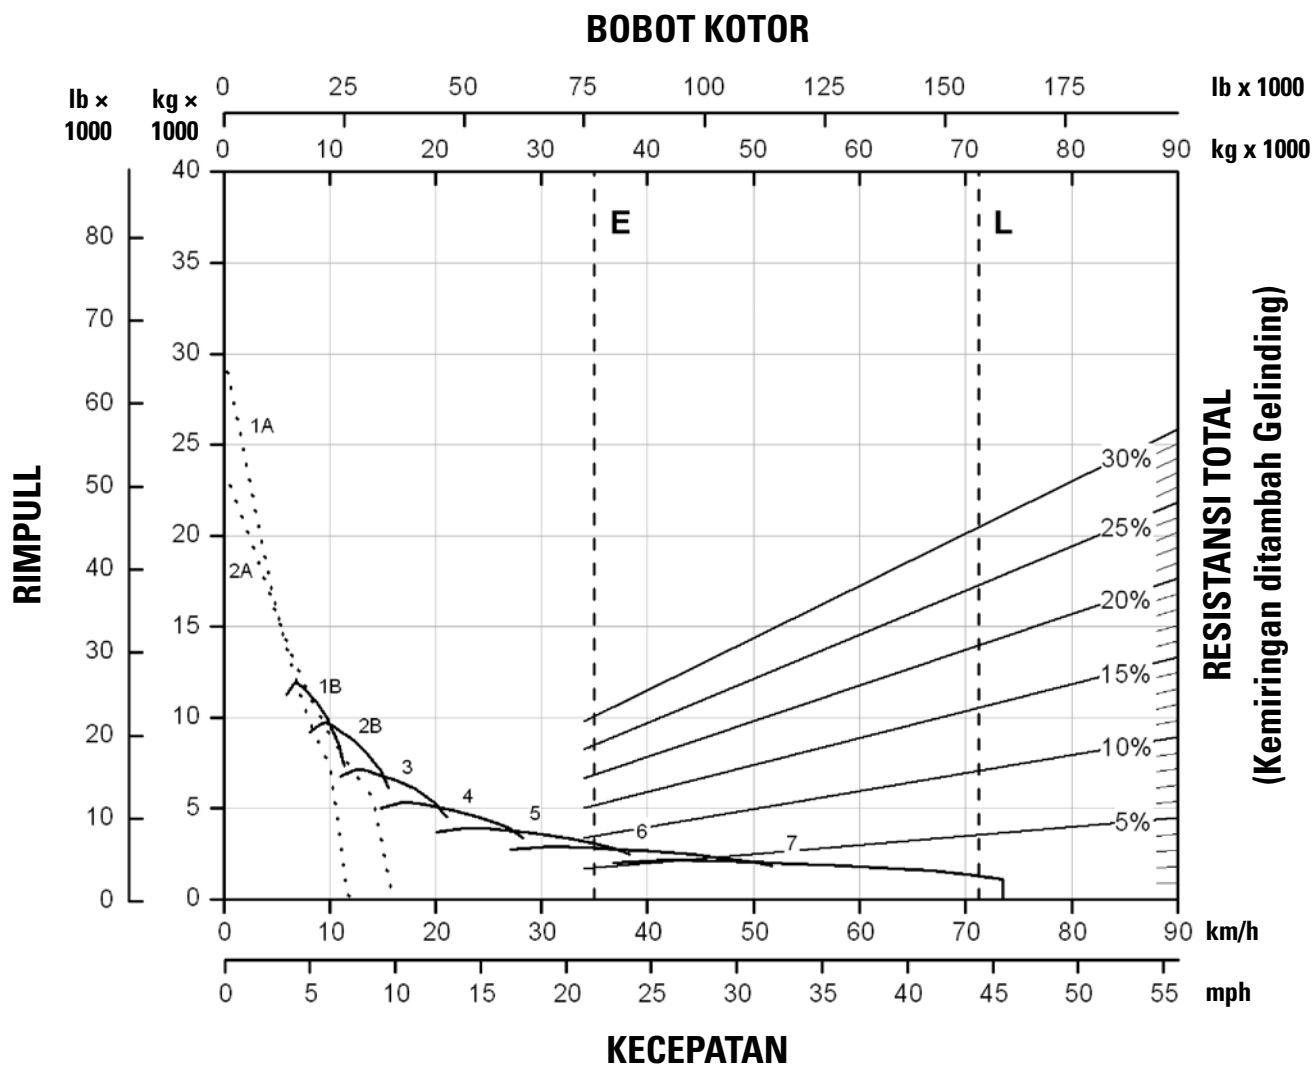 BOBOT KOTOR
0 25 50 75 100 125 150 175 lb x 1000
lb ×
1000
kg ×
1000
0 10 20 30 40 50 60 70 80 90 kg x 1000
40
35
30
25
20
15
10
5
0
80
70
60
50
40
30
20
10
0
RIMPULL
E
L
1A
2A
1B
2B
3
4
5
6
7
30%
25%
20%
15%
10%
5%
RESISTANSI TOTAL
(Kemiringan ditambah Gelinding)
0 10 20 30 40 50 60 70 80 90 km/h
0 5 10 15 20 25 30 35 40 45 50 55 mph
KECEPATAN